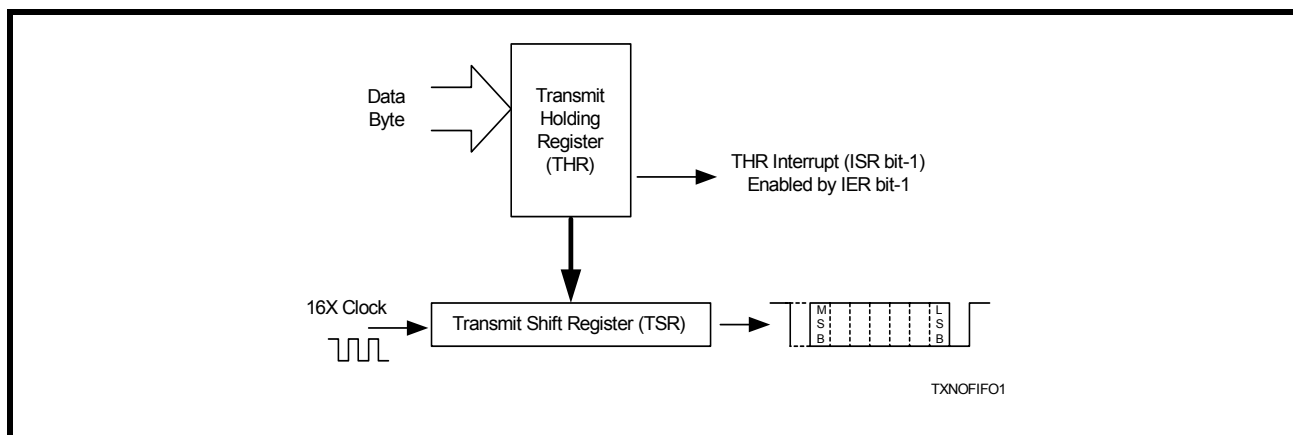 Data
Byte
Transmit
Holding
Register
(THR)
THR Interrupt (ISR bit-1)
Enabled by IER bit-1
16X Clock
Transmit Shift Register (TSR)
M
S
B
L
S
B
TXNOFIFO1